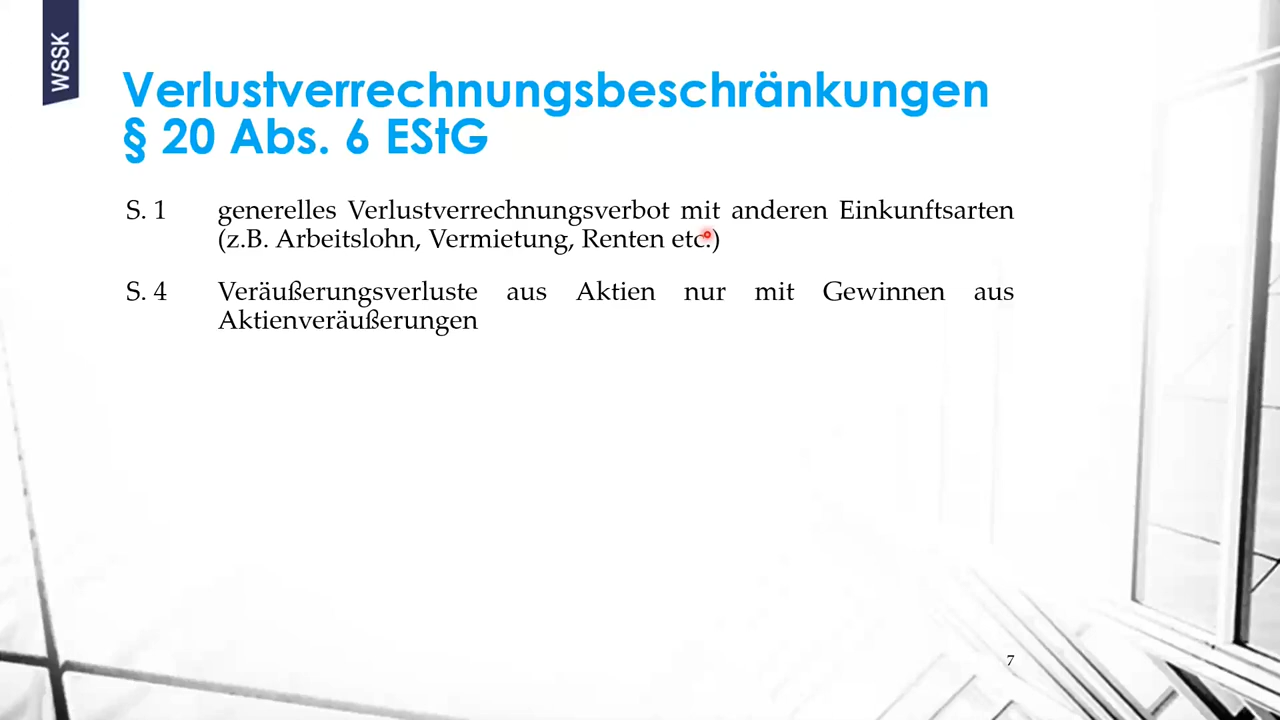 WSSK
Verlustverrechnungsbeschränkungen
§ 20 Abs. 6 EStG
S. 1 generelles Verlustverrechnungsverbot mit anderen Einkunftsarten
(z.B. Arbeitslohn, Vermietung, Renten etc.)
S. 4 Veräußerungsverluste aus Aktien nur mit Gewinnen aus
Aktienveräußerungen
7